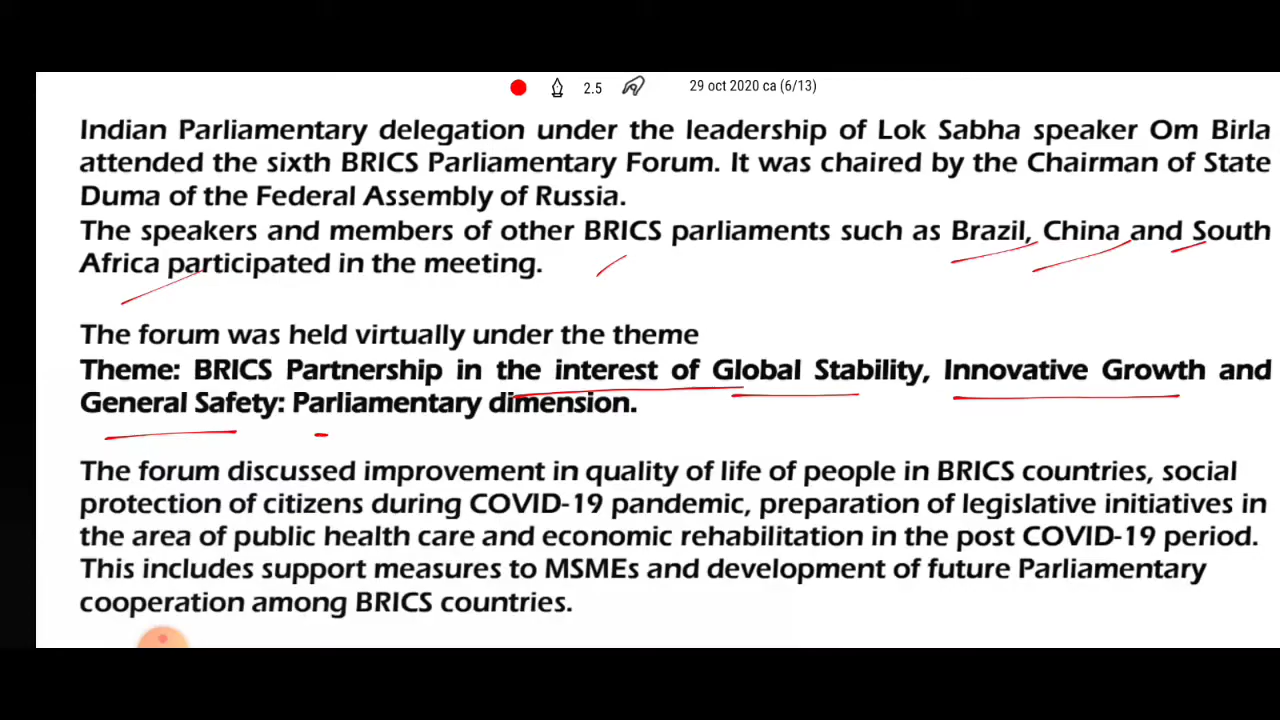 2.5 29 oct 2020 ca (6/13)
Indian Parliamentary delegation under the leadership of Lok Sabha speaker Om Birla
attended the sixth BRICS Parliamentary Forum. It was chaired by the Chairman of State
Duma of the Federal Assembly of Russia.
The speakers and members of other BRICS parliaments such as Brazil, China and South
Africa participated in the meeting.
The forum was held virtually under the theme
Theme: BRICS Partnership in the interest of Global Stability, Innovative Growth and
General Safety: Parliamentary dimension.
The forum discussed improvement in quality of life of people in BRICS countries, social
protection of citizens during COVID-19 pandemic, preparation of legislative initiatives in
the area of public health care and economic rehabilitation in the post COVID-19 period.
This includes support measures to MSMEs and development of future Parliamentary
cooperation among BRICS countries.